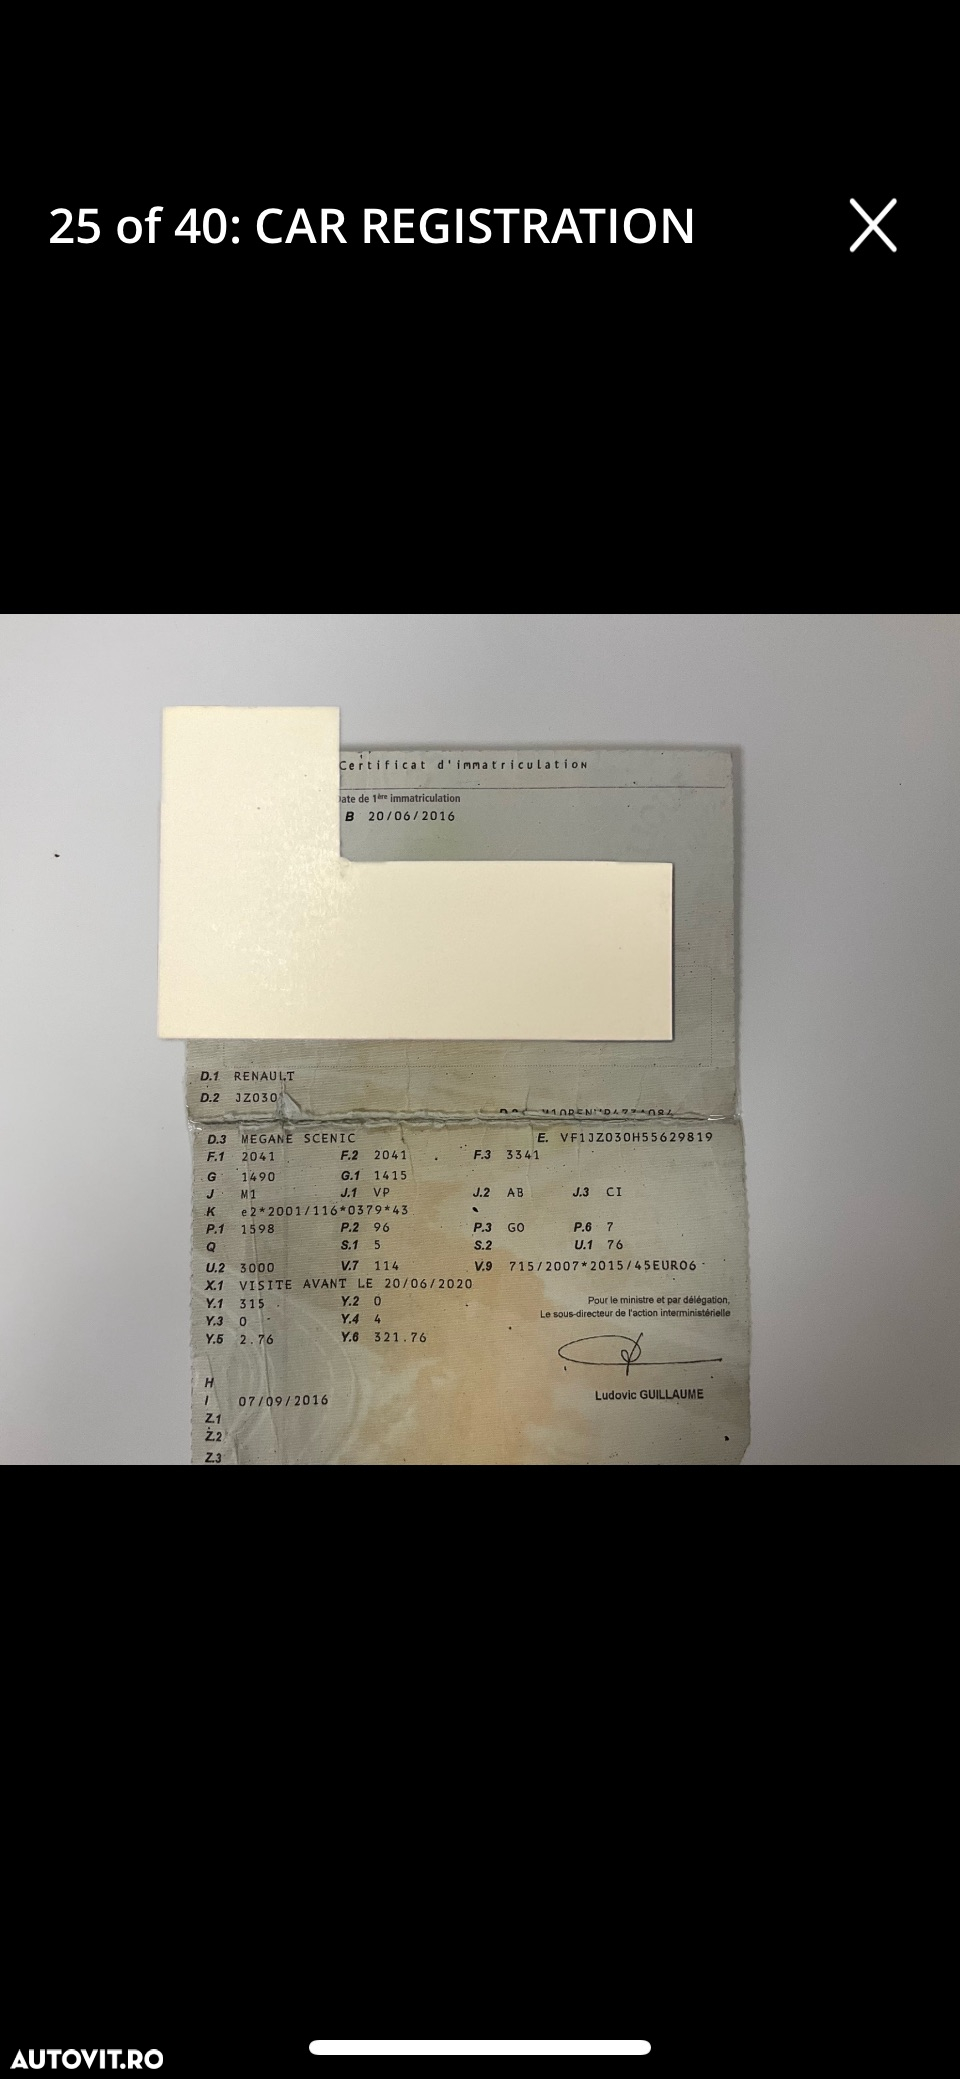 25 of 40: CAR REGISTRATION
Certificat d'immatriculation
Date de 1ère immatriculation
B 20/06/2016
D.1 RENAULT
D.2 JZ030
D.3 MEGANE SCENIC E. VF1JZ030H55629819
F.1 2041 F.2 2041 F.3 3341
G 1490 G.1 1415
J M1 J.1 VP J.2 AB J.3 CI
K e2*2001/116*0379*43
P.1 1598 P.2 96 P.3 GO P.6 7
Q S.1 5 S.2 U.1 76
U.2 3000 V.7 114 V.9 715/2007*2015/45EURO6
X.1 VISITE AVANT LE 20/06/2020
Y.1 315 Y.2 0
Y.3 0 Y.4 4
Y.5 2.76 Y.6 321.76
Pour le ministre et par délégation,
Le sous-directeur de l'action interministérielle
Ludovic GUILLAUME
H
I 07/09/2016
Z.1
Z.2
Z.3
AUTOVIT.RO